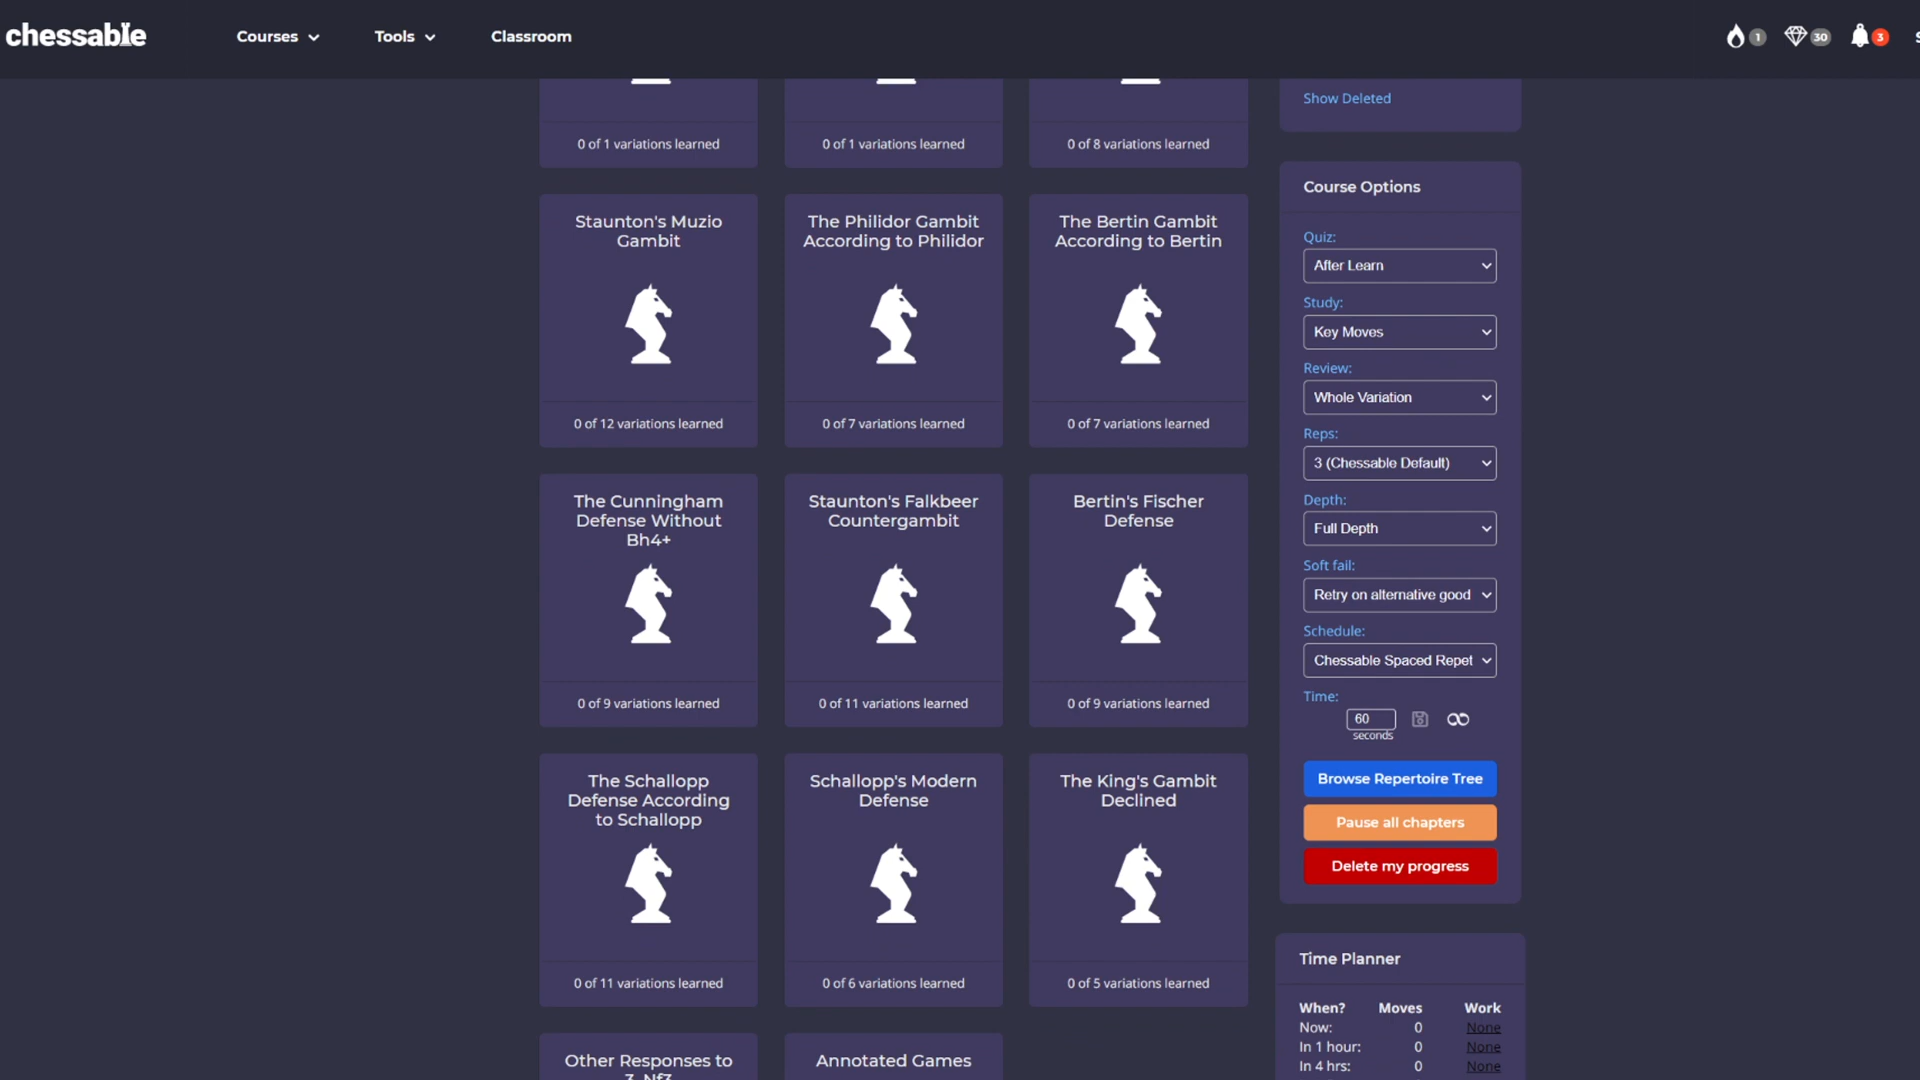 chessable
Courses
Tools
Classroom
1
30
3
0 of 1 variations learned
0 of 1 variations learned
0 of 8 variations learned
Staunton's Muzio
Gambit
0 of 12 variations learned
The Philidor Gambit
According to Philidor
0 of 7 variations learned
The Bertin Gambit
According to Bertin
0 of 7 variations learned
The Cunningham
Defense Without
Bh4+
0 of 9 variations learned
Staunton's Falkbeer
Countergambit
0 of 11 variations learned
Bertin's Fischer
Defense
0 of 9 variations learned
The Schallopp
Defense According
to Schallopp
0 of 11 variations learned
Schallopp's Modern
Defense
0 of 6 variations learned
The King's Gambit
Declined
0 of 5 variations learned
Other Responses to
3. Nf3
Annotated Games
Show Deleted
Course Options
Quiz:
After Learn
Study:
Key Moves
Review:
Whole Variation
Reps:
3 (Chessable Default)
Depth:
Full Depth
Soft fail:
Retry on alternative good
Schedule:
Chessable Spaced Repet
Time:
60
seconds
Browse Repertoire Tree
Pause all chapters
Delete my progress
Time Planner
When? Moves Work
Now: 0 None
In 1 hour: 0 None
In 4 hrs: 0 None